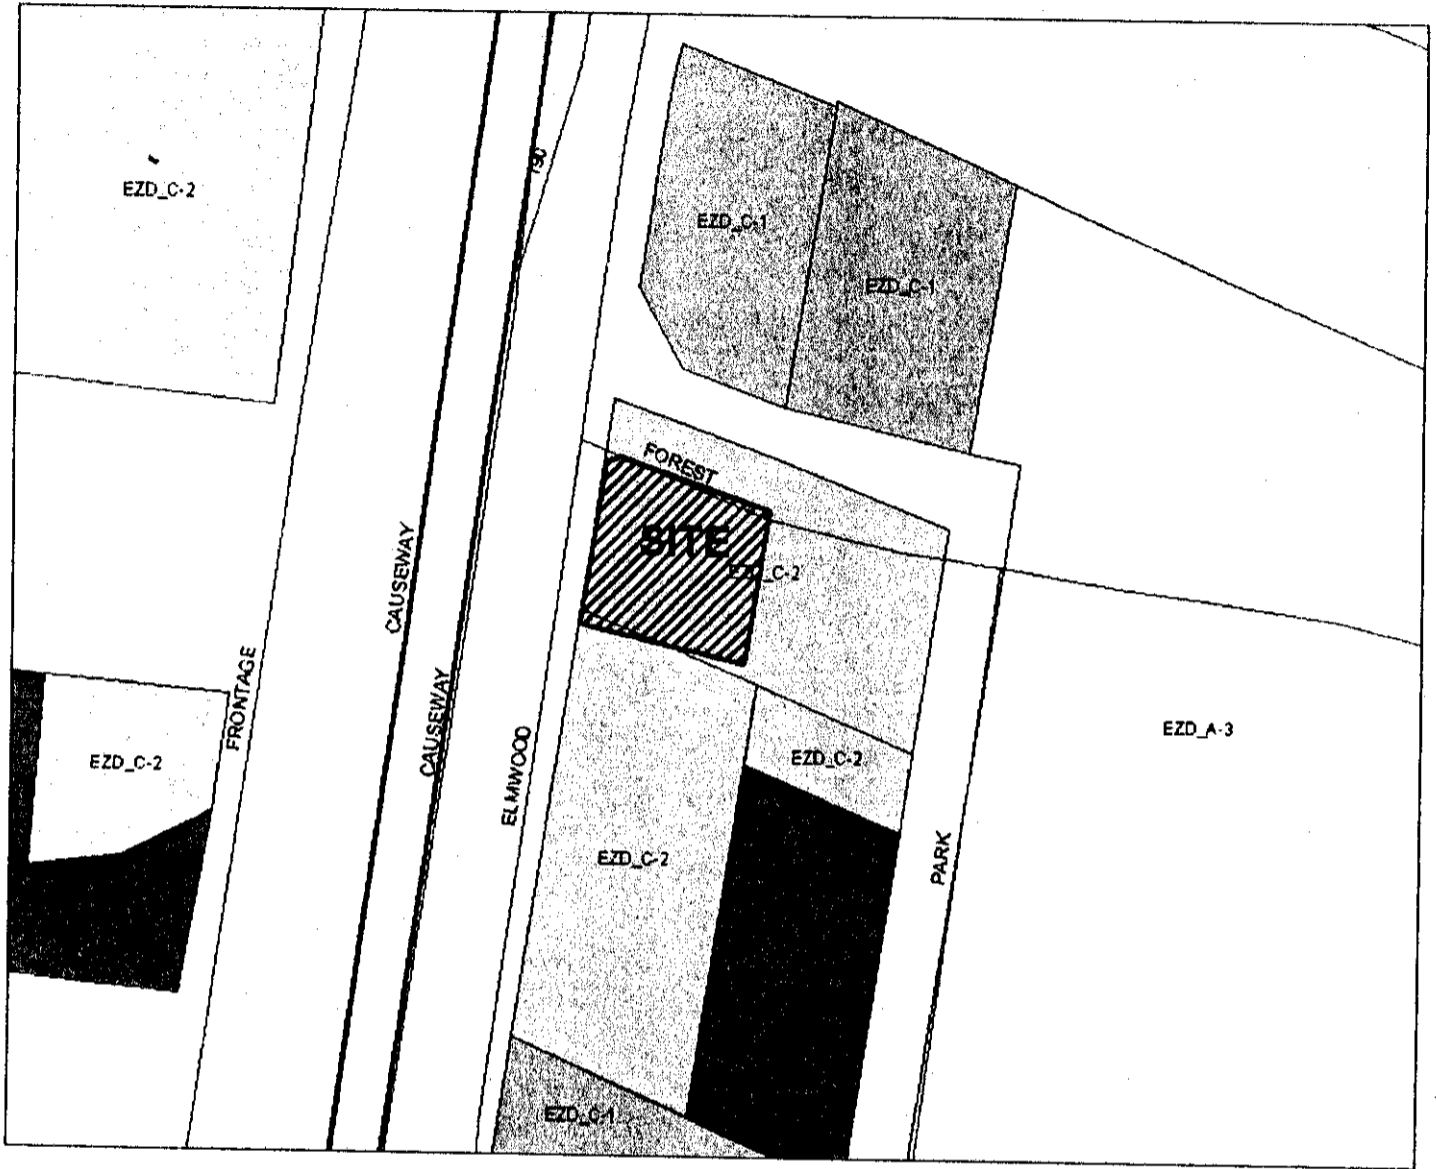 190
EZD_C-2
EZD_C-1
EZD_C-1
FOREST
SITE
CAUSEWAY
EZD_C-2
FRONTAGE
CAUSEWAY
EZD_A-3
ELMWOOD
EZD_C-2
EZD_C-2
EZD_C-2
PARK
EZD_C-1